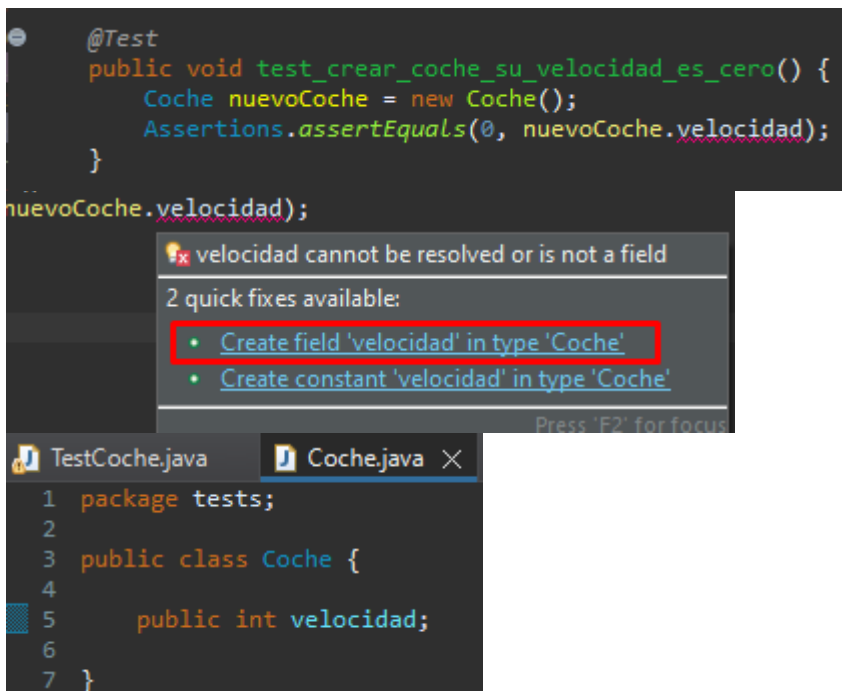 @Test
public void test_crear_coche_su_velocidad_es_cero() {
Coche nuevoCoche = new Coche();
Assertions.assertEquals(0, nuevoCoche.velocidad);
}
nuevoCoche.velocidad);
velocidad cannot be resolved or is not a field
2 quick fixes available:
Create field 'velocidad' in type 'Coche'
Create constant 'velocidad' in type 'Coche'
Press 'F2' for focus
TestCoche.java Coche.java
1 package tests;
2
3 public class Coche {
4
5 public int velocidad;
6
7 }